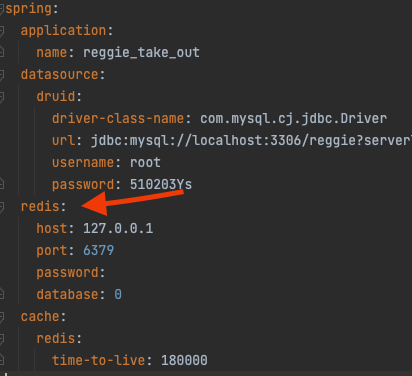 spring:
  application:
    name: reggie_take_out
  datasource:
    druid:
      driver-class-name: com.mysql.cj.jdbc.Driver
      url: jdbc:mysql://localhost:3306/reggie?server
      username: root
      password: 510203Ys
  redis:
    host: 127.0.0.1
    port: 6379
    password:
    database: 0
  cache:
    redis:
      time-to-live: 180000